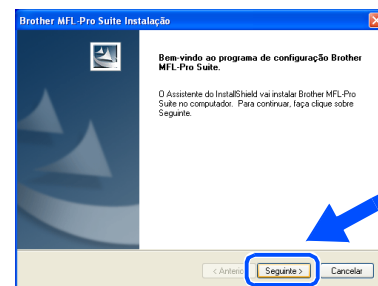 Brother MFL-Pro Suite Instalação
Bem-vindo ao programa de configuração Brother
MFL-Pro Suite.
O Assistente do InstallShield vai instalar Brother MFL-Pro
Suite no computador. Para continuar, faça clique sobre
Seguinte.
< Anterior Seguinte > Cancelar